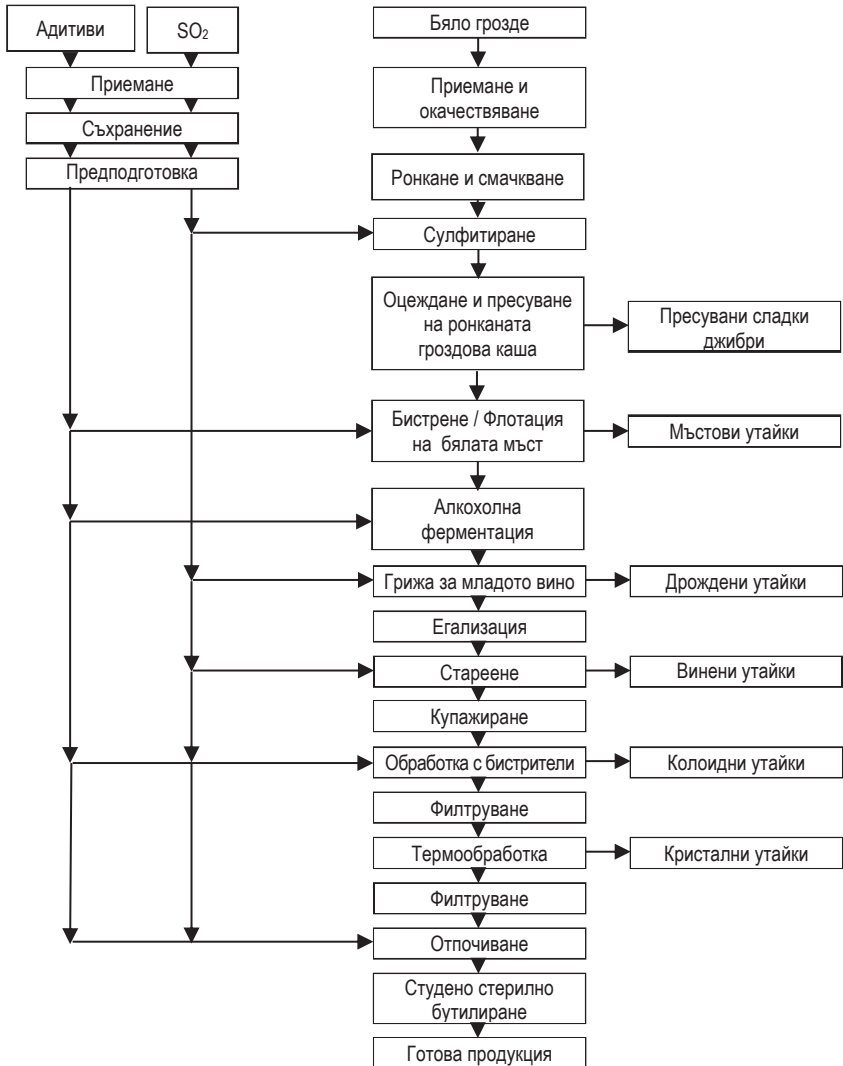 Адитиви
SO₂
Приемане
Съхранение
Предподготовка
Бяло грозде
Приемане и
окачествяване
Ронкане и смачкване
Сулфитиране
Оцеждане и пресуване
на ронканата
гроздова каша
Пресувани сладки
джибри
Бистрене / Флотация
на бялата мъст
Мъстови утайки
Алкохолна
ферментация
Грижа за младото вино
Дрождени утайки
Егализация
Стареене
Винени утайки
Купажиране
Обработка с бистрители
Колоидни утайки
Филтруване
Термообработка
Кристални утайки
Филтруване
Отпочиване
Студено стерилно
бутилиране
Готова продукция